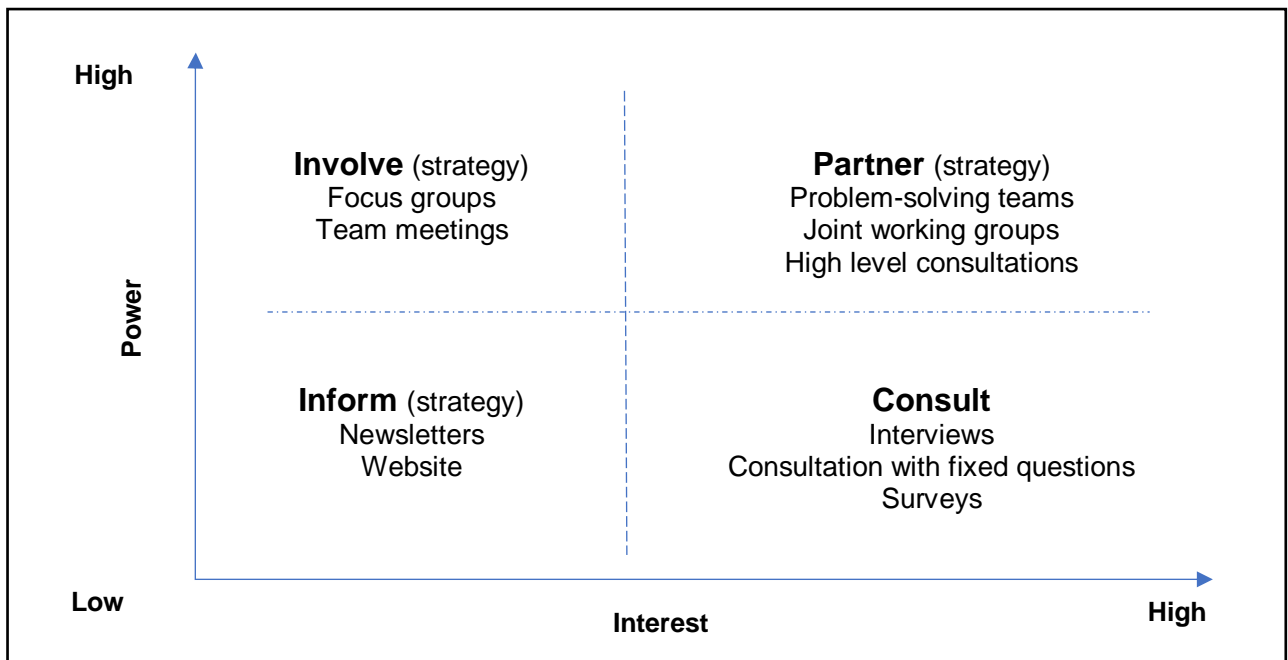 High
Involve (strategy)
Focus groups
Team meetings
Partner (strategy)
Problem-solving teams
Joint working groups
High level consultations
Power
Inform (strategy)
Newsletters
Website
Consult
Interviews
Consultation with fixed questions
Surveys
Low
Interest
High